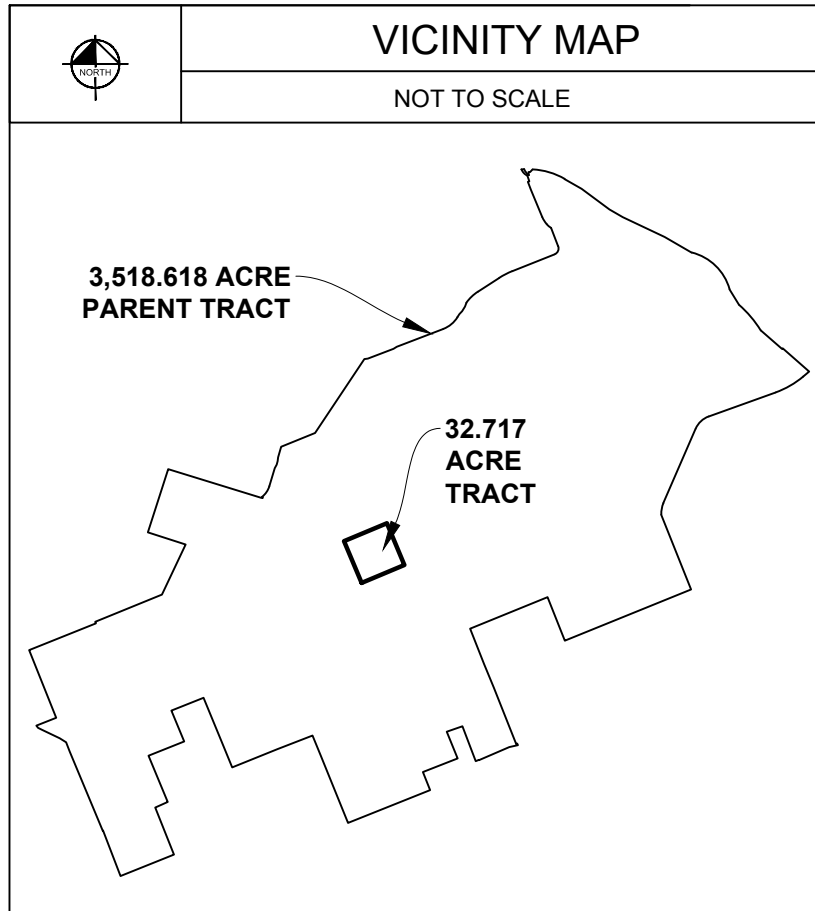 NORTH
VICINITY MAP
NOT TO SCALE
3,518.618 ACRE
PARENT TRACT
32.717
ACRE
TRACT